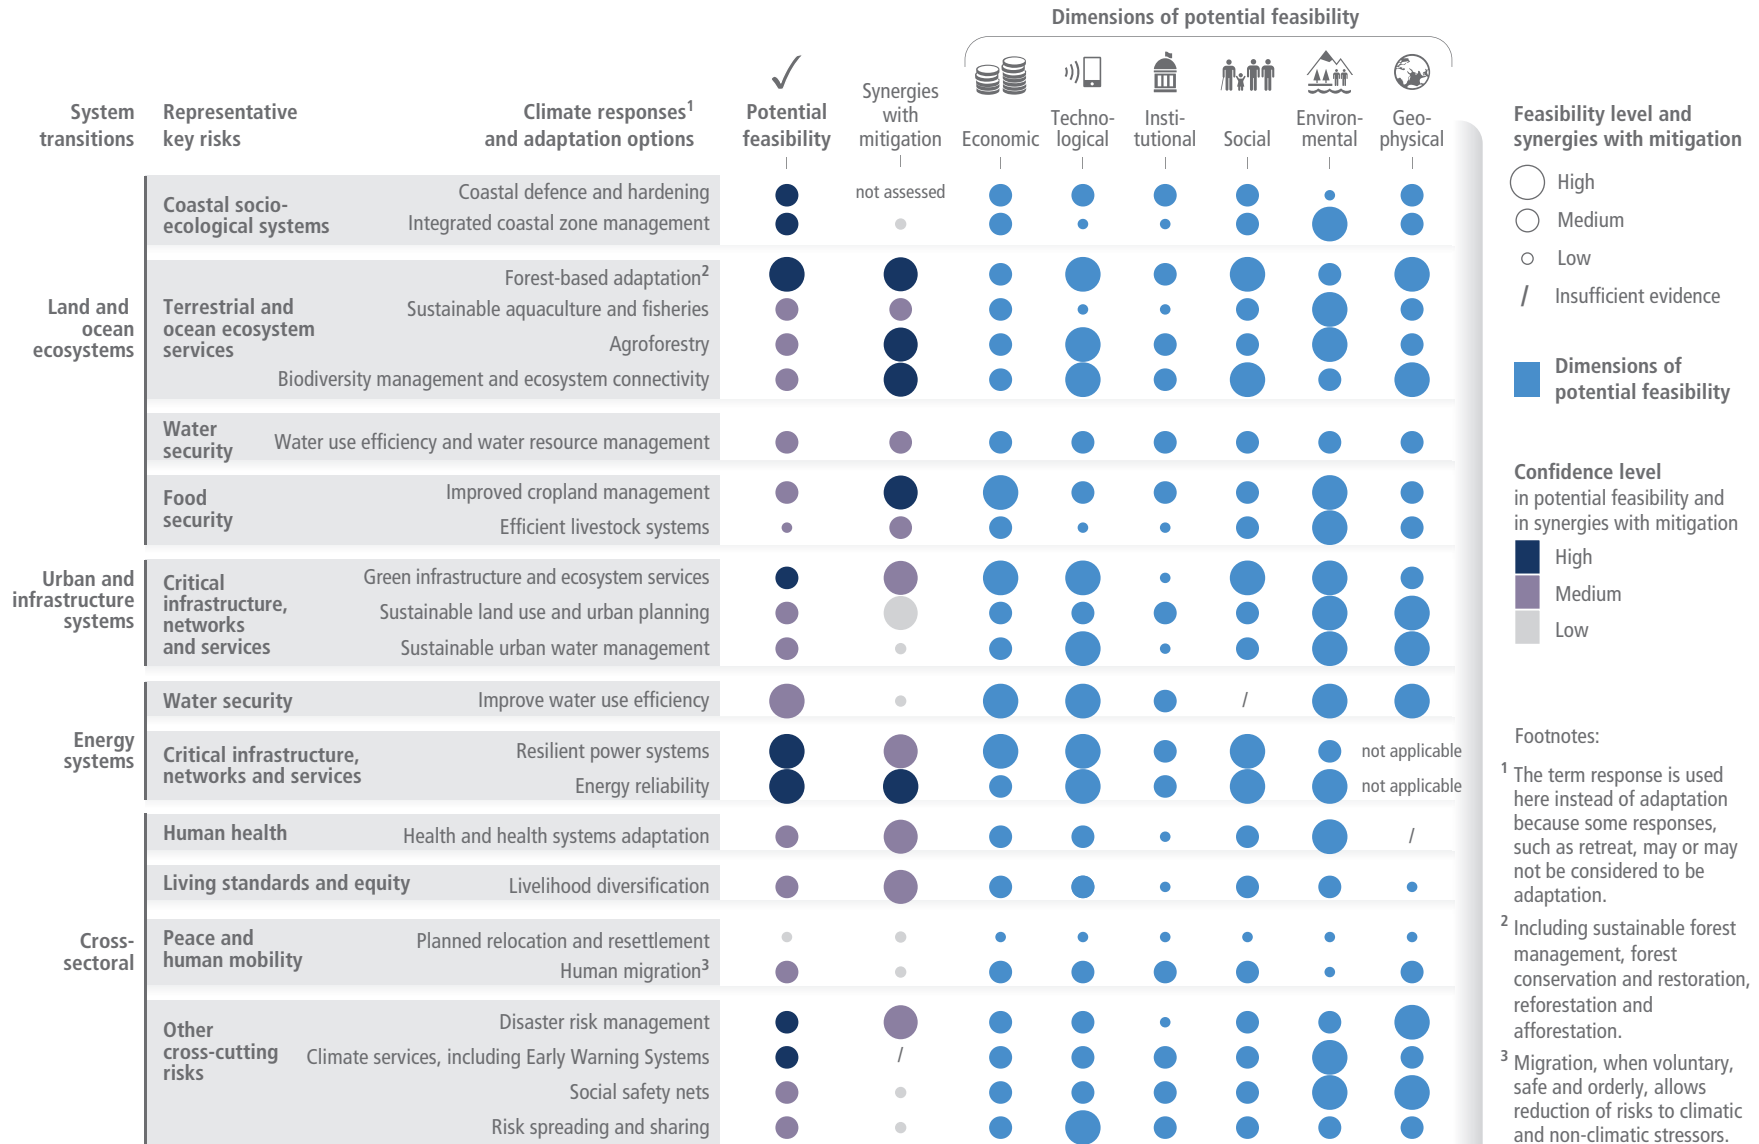 Dimensions of potential feasibility
System
transitions
Representative
key risks
Climate responses1
and adaptation options
Potential
feasibility
Synergies
with
mitigation
Economic
Techno-
logical
Insti-
tutional
Social
Environ-
mental
Geo-
physical
Land and
ocean
ecosystems
Coastal socio-
ecological systems
Coastal defence and hardening
not assessed
Integrated coastal zone management
Terrestrial and
ocean ecosystem
services
Forest-based adaptation2
Sustainable aquaculture and fisheries
Agroforestry
Biodiversity management and ecosystem connectivity
Water
security
Water use efficiency and water resource management
Food
security
Improved cropland management
Efficient livestock systems
Urban and
infrastructure
systems
Critical
infrastructure,
networks
and services
Green infrastructure and ecosystem services
Sustainable land use and urban planning
Sustainable urban water management
Energy
systems
Water security
Improve water use efficiency
/
Critical infrastructure,
networks and services
Resilient power systems
not applicable
Energy reliability
not applicable
Cross-
sectoral
Human health
Health and health systems adaptation
/
Living standards and equity
Livelihood diversification
Peace and
human mobility
Planned relocation and resettlement
Human migration3
Other
cross-cutting
risks
Disaster risk management
Climate services, including Early Warning Systems
/
Social safety nets
Risk spreading and sharing
Feasibility level and
synergies with mitigation
High
Medium
Low
/ Insufficient evidence
Dimensions of
potential feasibility
Confidence level
in potential feasibility and
in synergies with mitigation
High
Medium
Low
Footnotes:
1 The term response is used
here instead of adaptation
because some responses,
such as retreat, may or may
not be considered to be
adaptation.
2 Including sustainable forest
management, forest
conservation and restoration,
reforestation and
afforestation.
3 Migration, when voluntary,
safe and orderly, allows
reduction of risks to climatic
and non-climatic stressors.